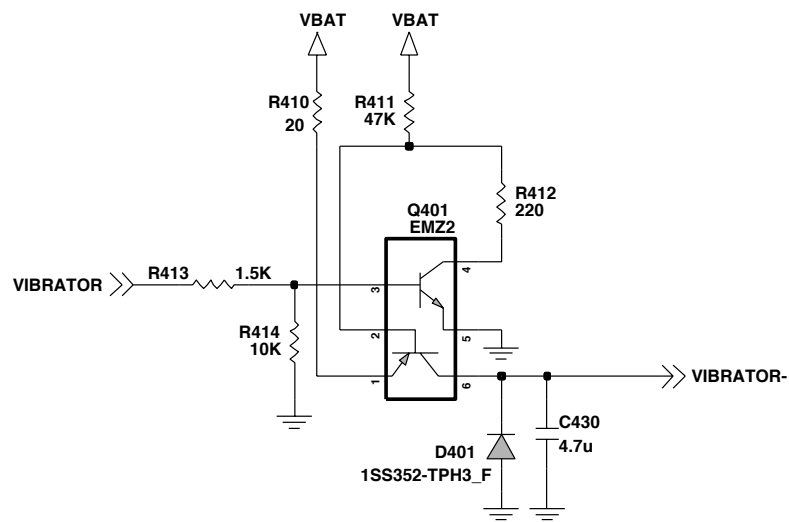 VBAT
VBAT
R410
20
R411
47K
R412
220
Q401
EMZ2
4
VIBRATOR
R413
1.5K
3
R414
10K
2
5
1
6
VIBRATOR-
C430
4.7u
D401
1SS352-TPH3_F